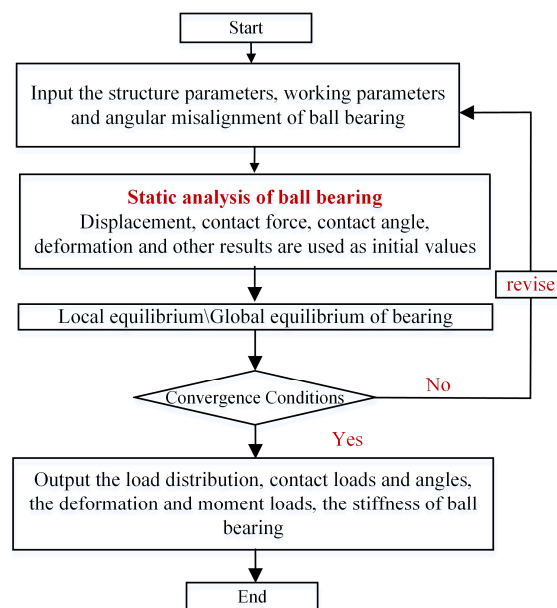 Start
Input the structure parameters, working parameters
and angular misalignment of ball bearing
Static analysis of ball bearing
Displacement, contact force, contact angle,
deformation and other results are used as initial values
revise
Local equilibrium\Global equilibrium of bearing
Convergence Conditions
No
Yes
Output the load distribution, contact loads and angles,
the deformation and moment loads, the stiffness of ball
bearing
End